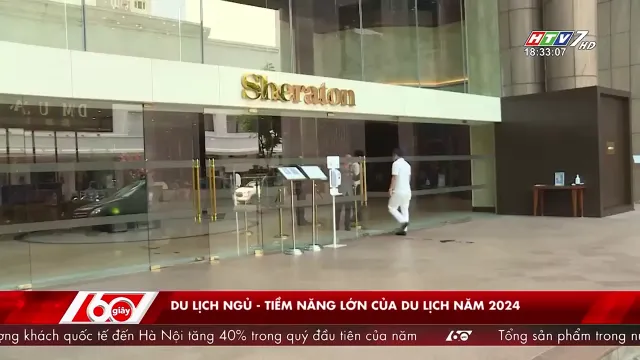 HTV7 HD
18:33:07
Sheraton
60 giây
DU LỊCH NGỦ - TIỀM NĂNG LỚN CỦA DU LỊCH NĂM 2024
ợng khách quốc tế đến Hà Nội tăng 40% trong quý đầu tiên của năm 60 Tổng sản phẩm trong n